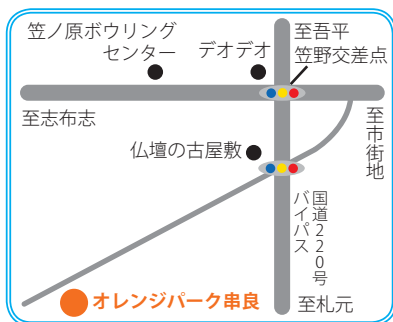 笠ノ原ボウリング
センター
デオデオ
至吾平
笠野交差点
至志布志
至市街地
仏壇の古屋敷
国道220号
バイパス
オレンジパーク串良
至札元